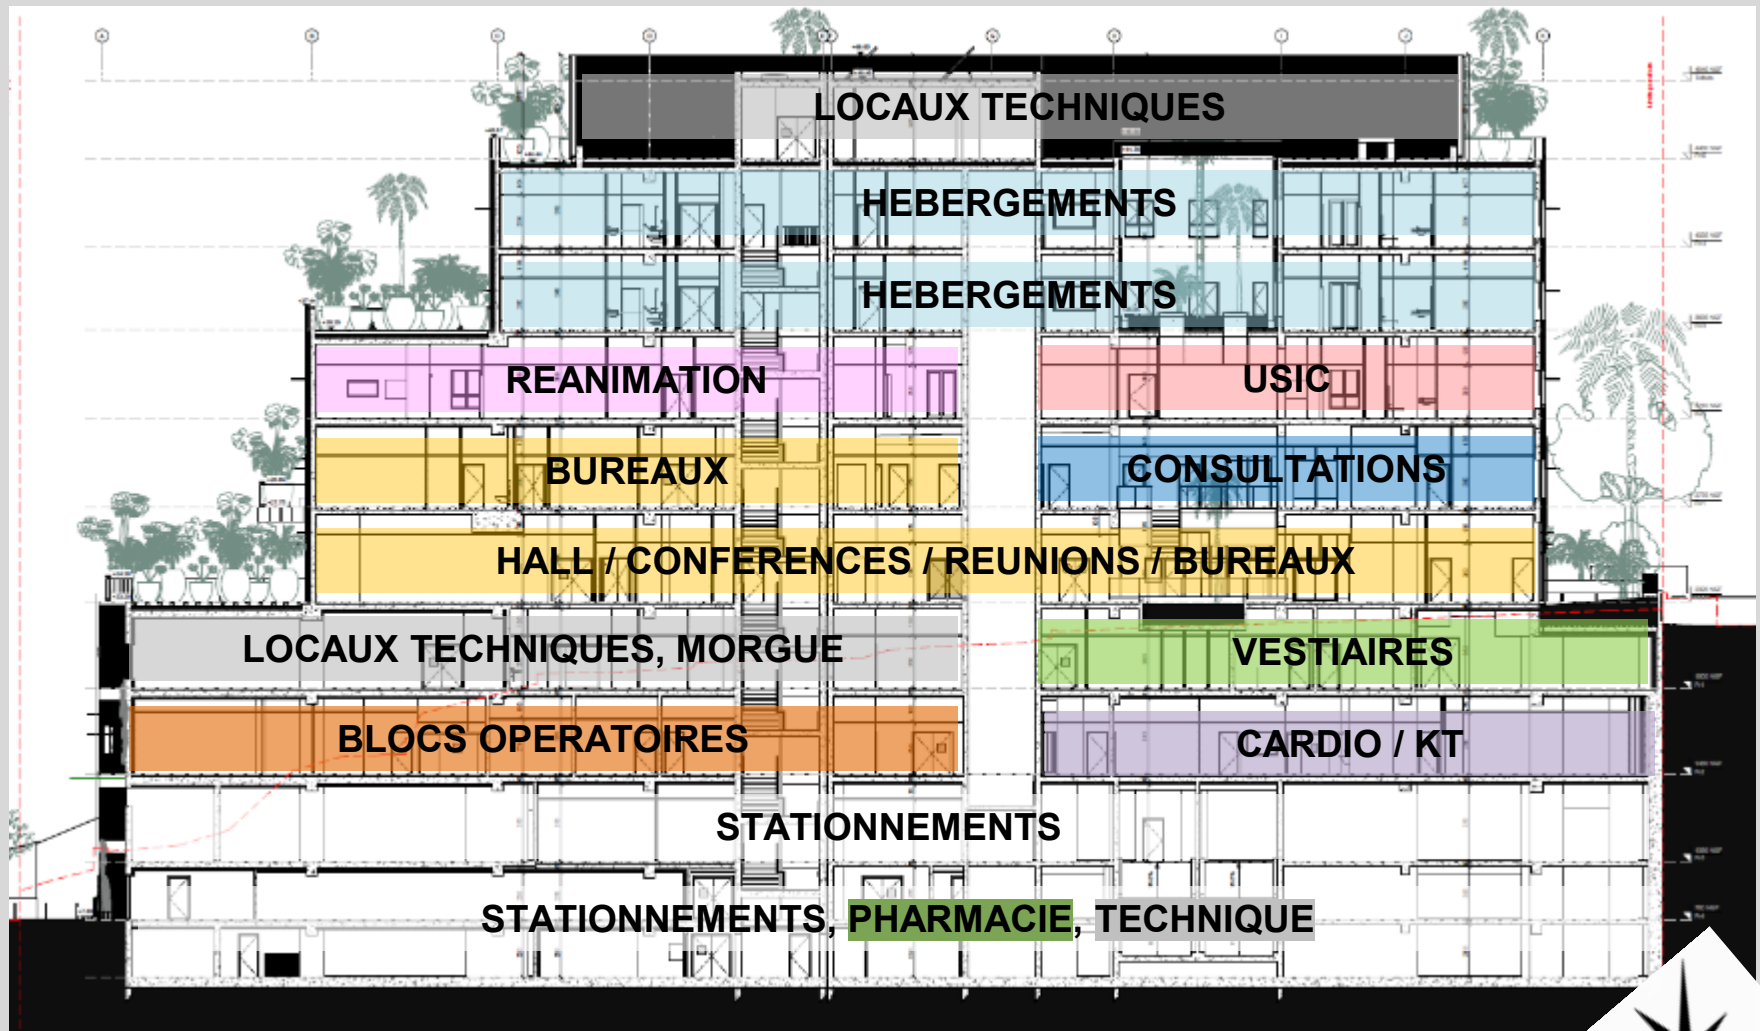 LOCAUX TECHNIQUES
HEBERGEMENTS
HEBERGEMENTS
REANIMATION
USIC
BUREAUX
CONSULTATIONS
HALL / CONFERENCES / REUNIONS / BUREAUX
LOCAUX TECHNIQUES, MORGUE
VESTIAIRES
BLOCS OPERATOIRES
CARDIO / KT
STATIONNEMENTS
STATIONNEMENTS, PHARMACIE, TECHNIQUE